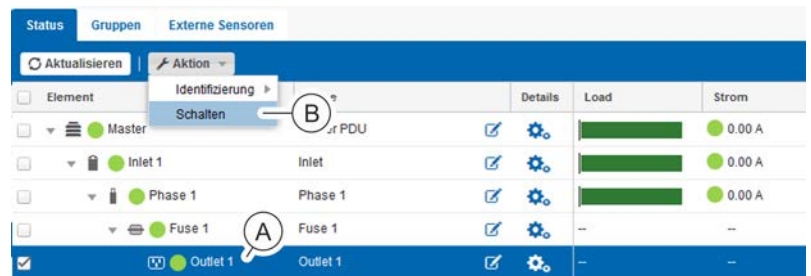 Status Gruppen Externe Sensoren
Aktualisieren Aktion
Identifizierung
Schalten
B
Element Details Load Strom
Master PDU 0.00 A
Inlet 1 Inlet 0.00 A
Phase 1 Phase 1 0.00 A
Fuse 1 Fuse 1 -- --
A
Outlet 1 Outlet 1 -- --